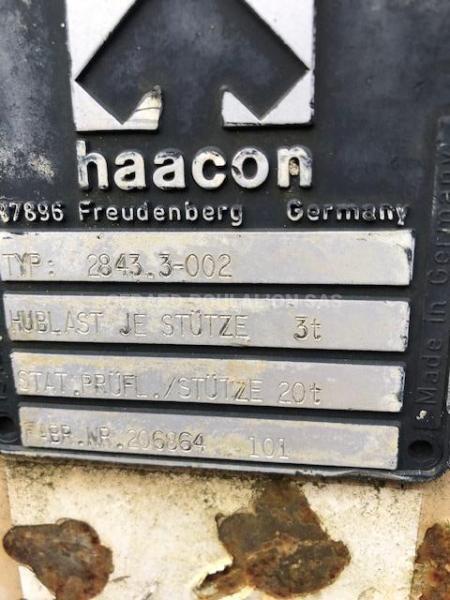 haacon
97896 Freudenberg Germany
TYP: 2843.3-002
HUBLAST JE STÜTZE 3t
STAT.PRÜFL./STÜTZE 20t
FABR.NR.206864 101
Made in Germany